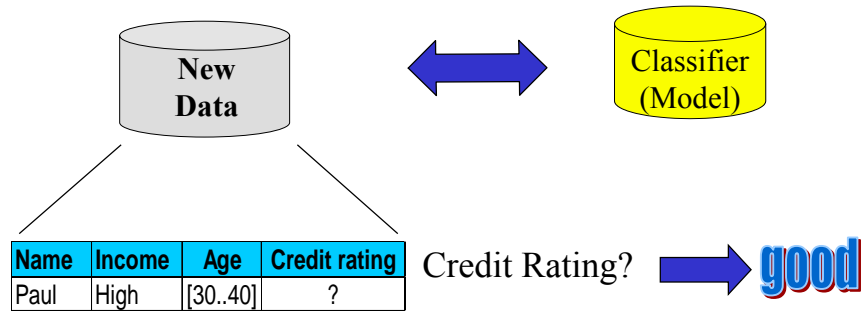 New
Data
Classifier
(Model)
Name Income Age Credit rating
Paul High [30..40] ?
Credit Rating?
good